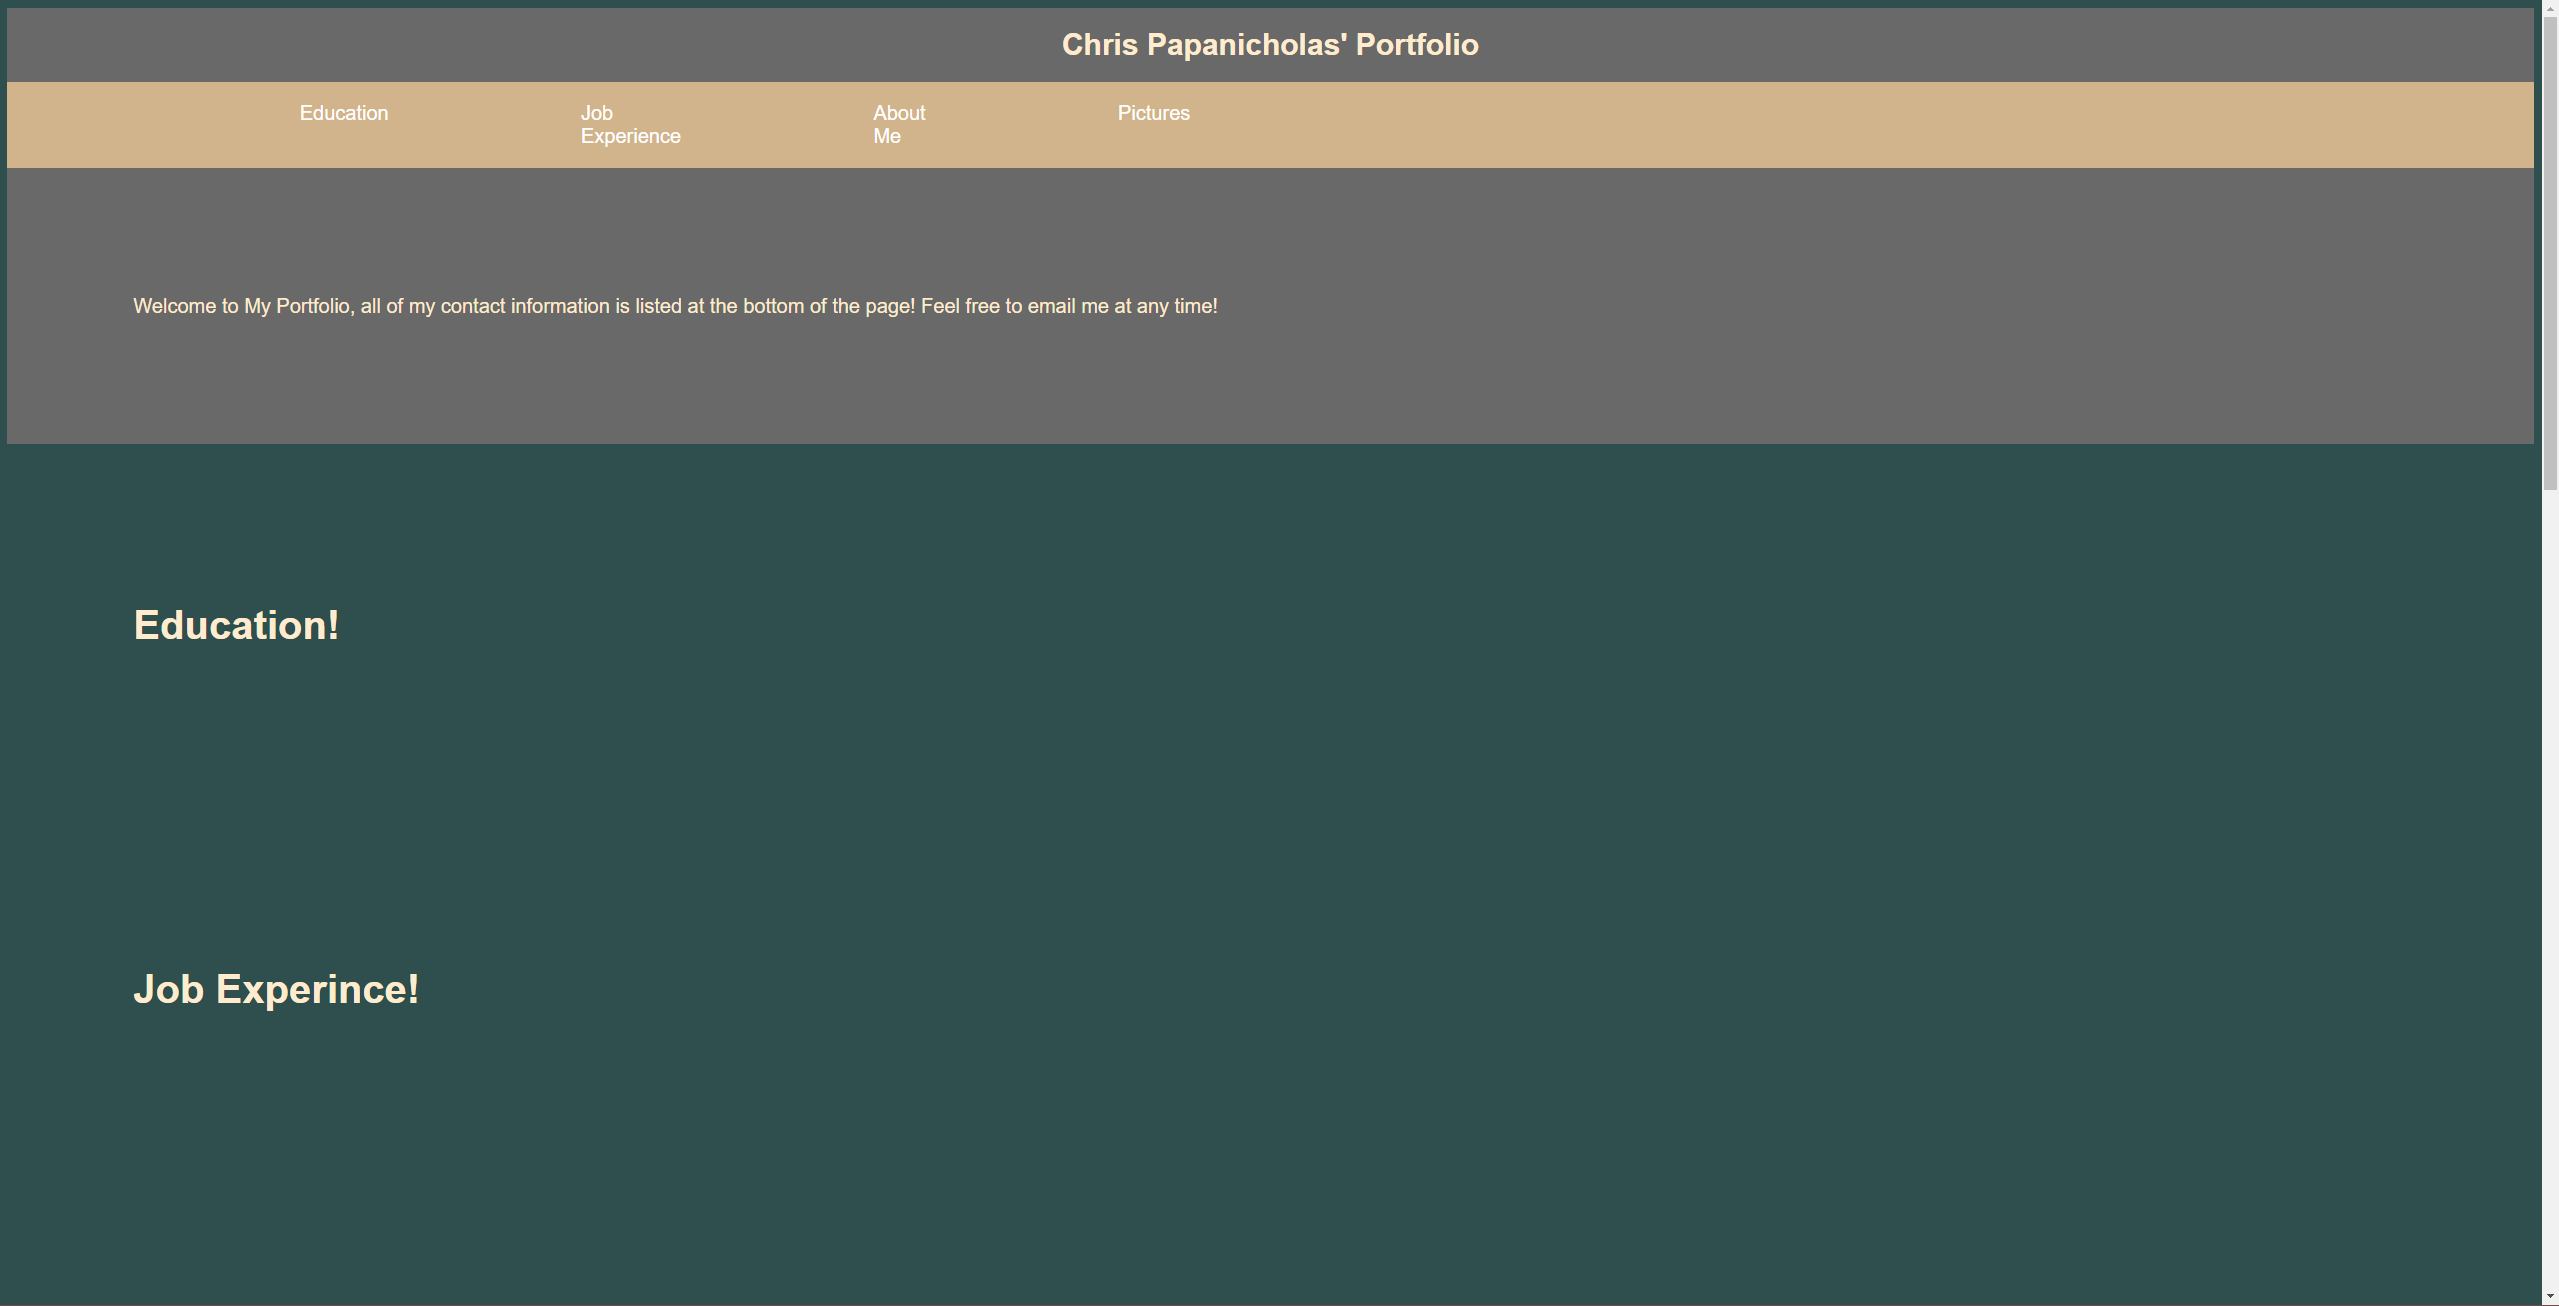 Chris Papanicholas' Portfolio
Education
Job
Experience
About
Me
Pictures
Welcome to My Portfolio, all of my contact information is listed at the bottom of the page! Feel free to email me at any time!
Education!
Job Experince!